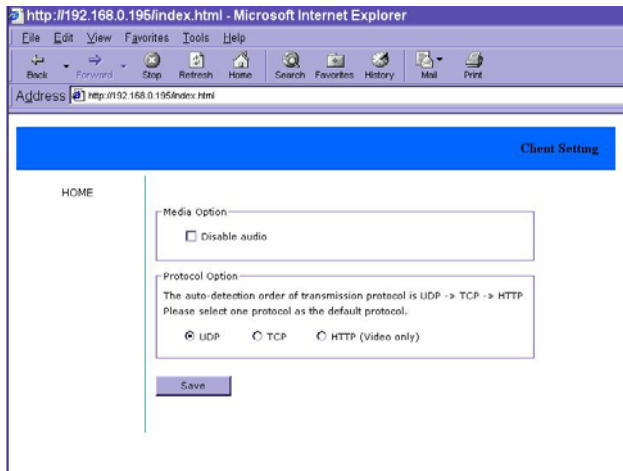 http://192.168.0.195/index.html - Microsoft Internet Explorer
File Edit View Favorites Tools Help
Back Forward Stop Refresh Home Search Favorites History Mail Print
Address http://192.168.0.195/index.html
Client Setting
HOME
Media Option
Disable audio
Protocol Option
The auto-detection order of transmission protocol is UDP -> TCP -> HTTP
Please select one protocol as the default protocol.
UDP TCP HTTP (Video only)
Save